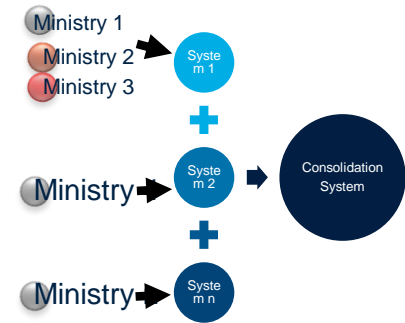 Ministry 1
Ministry 2
Ministry 3
Syste
m 1
Ministry
Syste
m 2
Consolidation
System
Ministry
Syste
m n